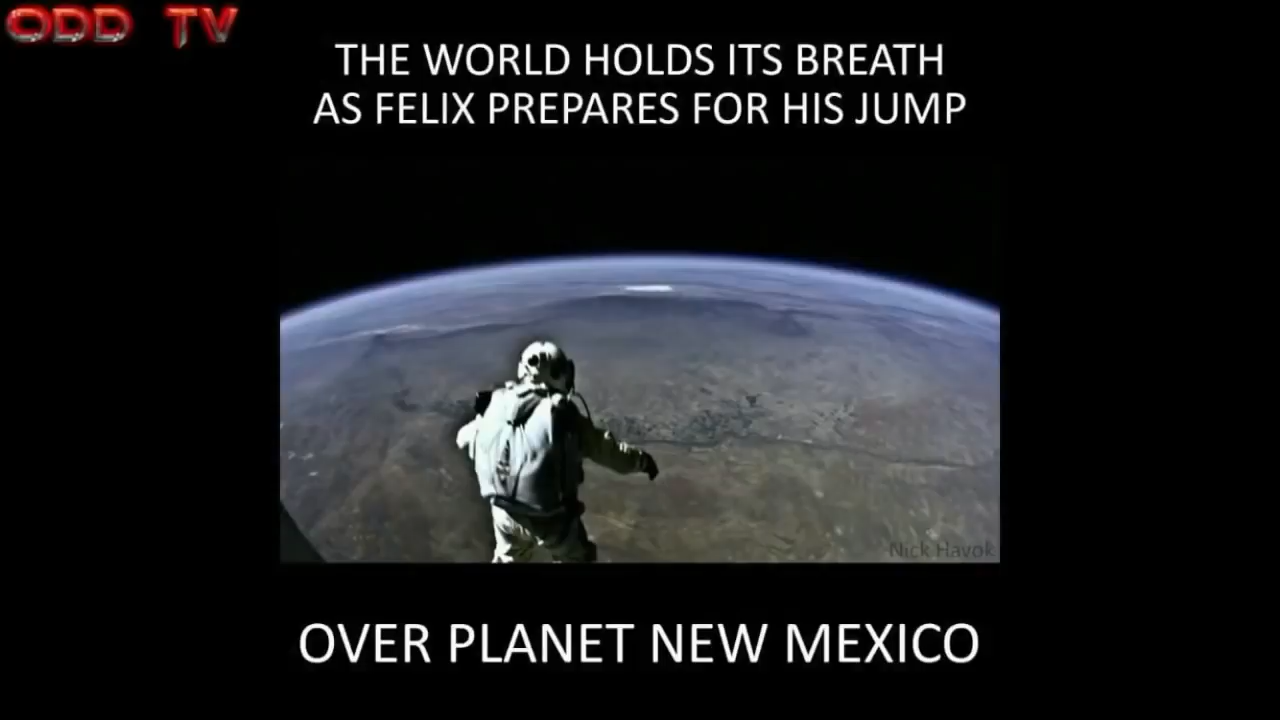 ODD TV
THE WORLD HOLDS ITS BREATH
AS FELIX PREPARES FOR HIS JUMP
Nick Havok
OVER PLANET NEW MEXICO